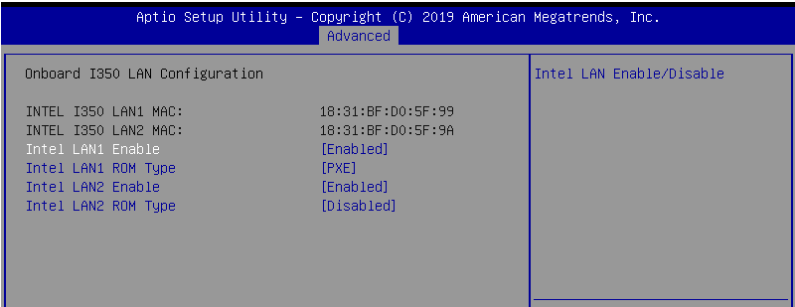 Aptio Setup Utility – Copyright (C) 2019 American Megatrends, Inc.
Advanced
Onboard I350 LAN Configuration
Intel LAN Enable/Disable
INTEL I350 LAN1 MAC: 18:31:BF:D0:5F:99
INTEL I350 LAN2 MAC: 18:31:BF:D0:5F:9A
Intel LAN1 Enable [Enabled]
Intel LAN1 ROM Type [PXE]
Intel LAN2 Enable [Enabled]
Intel LAN2 ROM Type [Disabled]